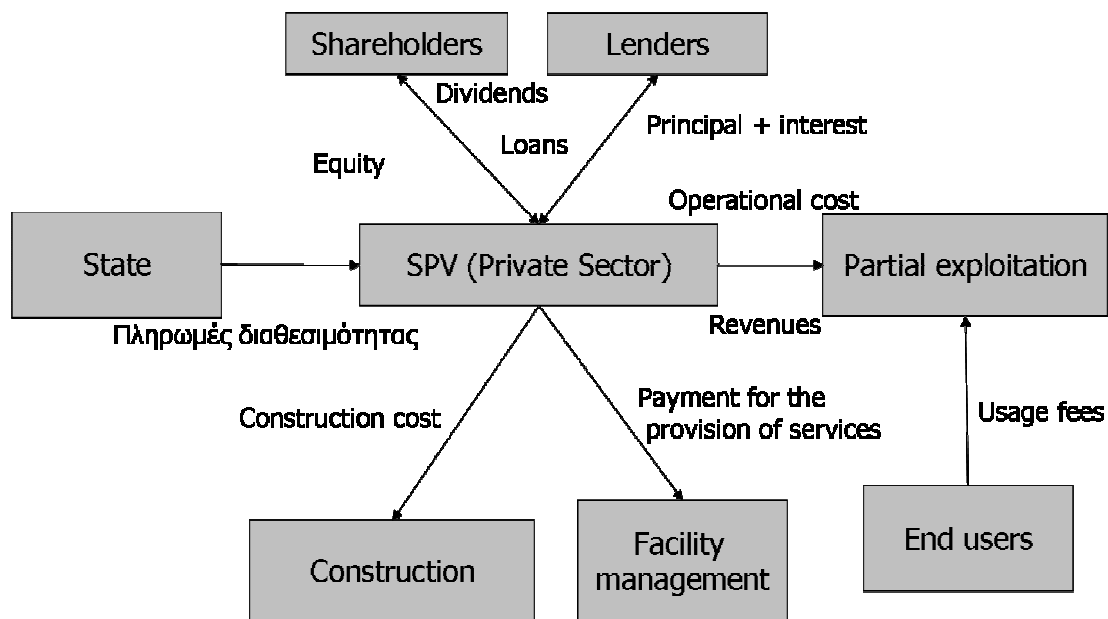 Shareholders
Lenders
Dividends
Principal + interest
Loans
Equity
Operational cost
State
SPV (Private Sector)
Partial exploitation
Πληρωμές διαθεσιμότητας
Revenues
Construction cost
Payment for the
provision of services
Usage fees
Construction
Facility
management
End users